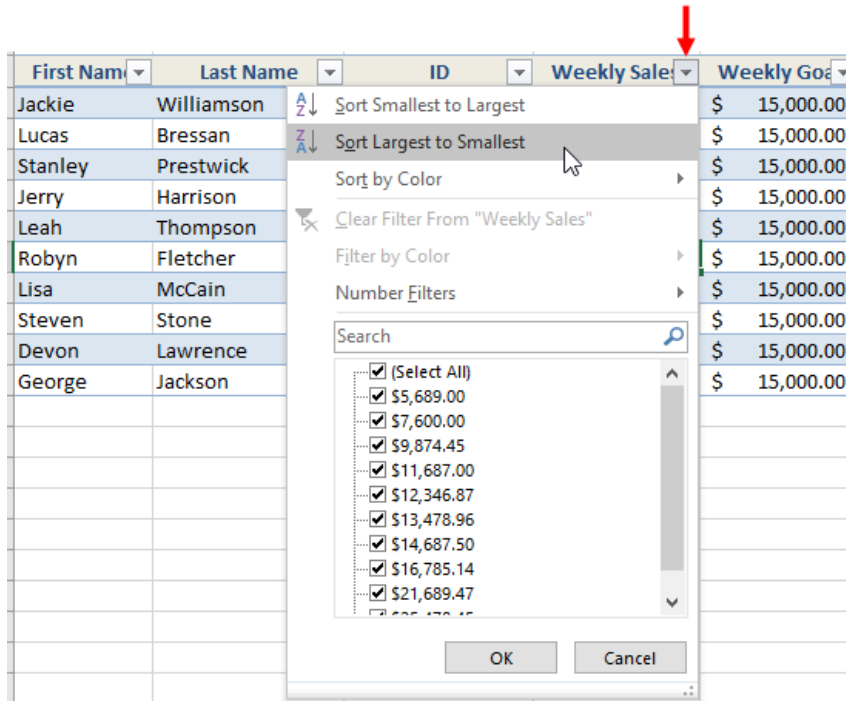 First Nam Last Name ID Weekly Sales Weekly Goa
Jackie Williamson $ 15,000.00
Lucas Bressan $ 15,000.00
Stanley Prestwick $ 15,000.00
Jerry Harrison $ 15,000.00
Leah Thompson $ 15,000.00
Robyn Fletcher $ 15,000.00
Lisa McCain $ 15,000.00
Steven Stone $ 15,000.00
Devon Lawrence $ 15,000.00
George Jackson $ 15,000.00
Sort Smallest to Largest
Sort Largest to Smallest
Sort by Color
Clear Filter From "Weekly Sales"
Filter by Color
Number Filters
Search
(Select All)
$5,689.00
$7,600.00
$9,874.45
$11,687.00
$12,346.87
$13,478.96
$14,687.50
$16,785.14
$21,689.47
OK Cancel